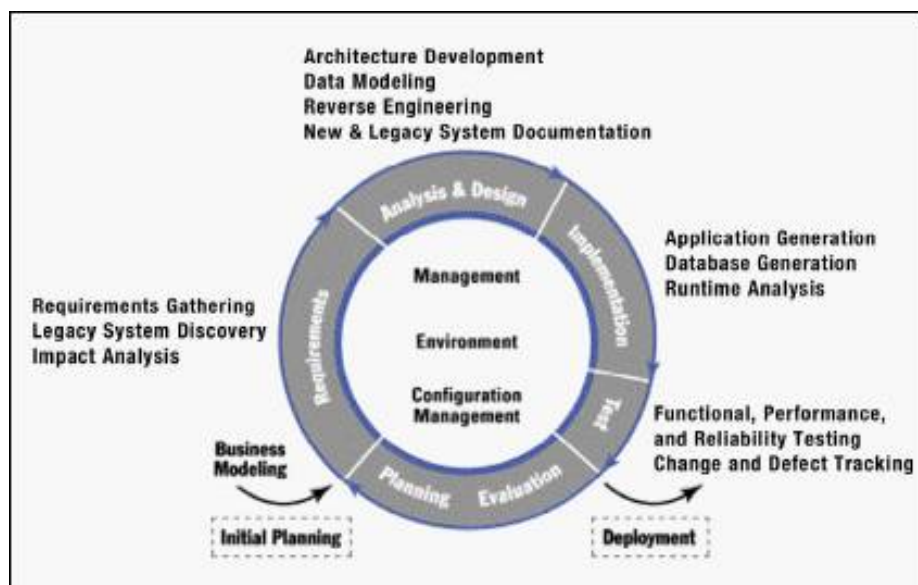 Architecture Development
Data Modeling
Reverse Engineering
New & Legacy System Documentation
Analysis & Design
Implementation
Application Generation
Database Generation
Runtime Analysis
Management
Requirements Gathering
Legacy System Discovery
Impact Analysis
Requirements
Environment
Configuration
Management
Test
Functional, Performance,
and Reliability Testing
Change and Defect Tracking
Business
Modeling
Planning
Evaluation
Initial Planning
Deployment